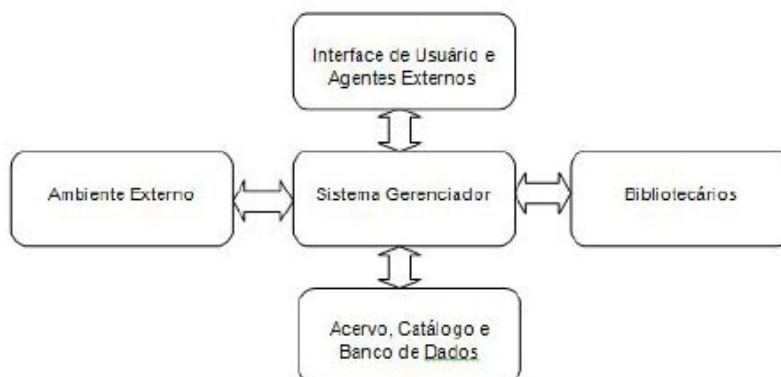 Interface de Usuário e
Agentes Externos
Ambiente Externo
Sistema Gerenciador
Bibliotecários
Acervo, Catálogo e
Banco de Dados